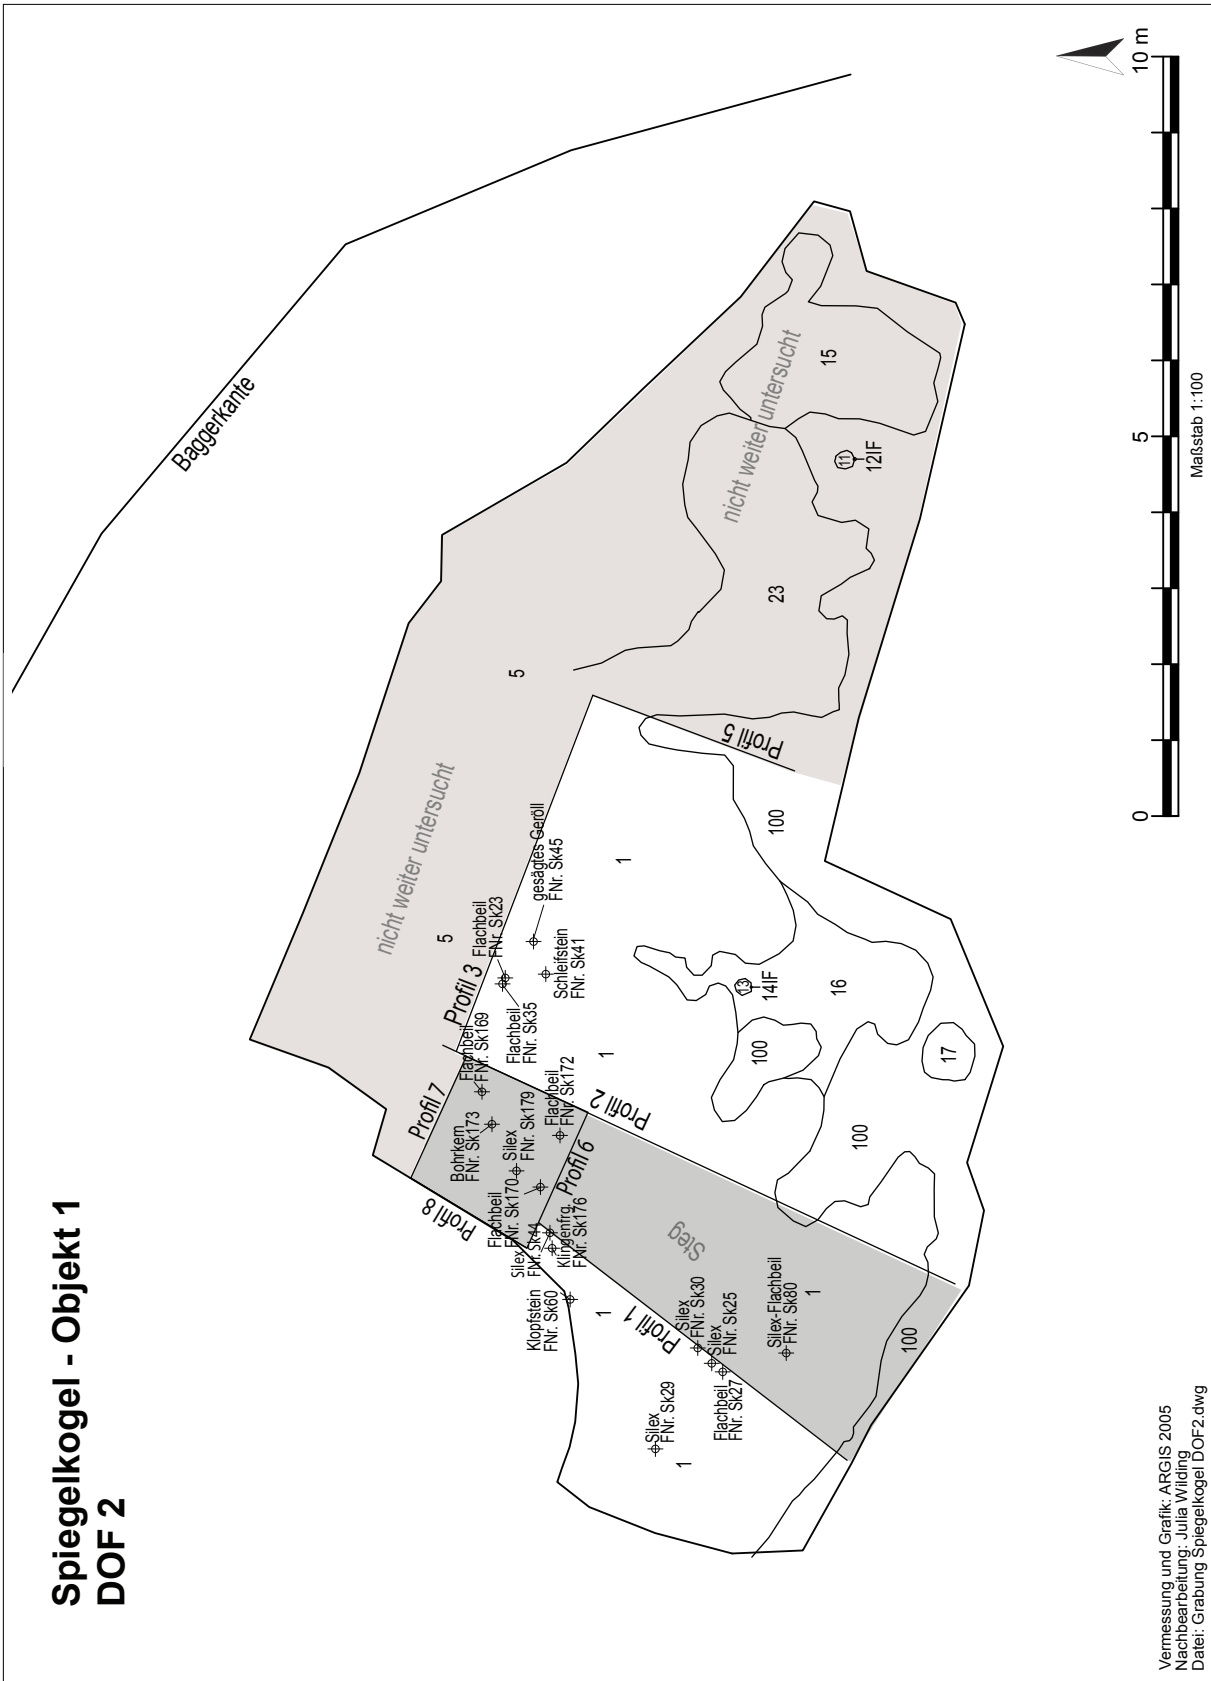 Spiegelkogel - Objekt 1
DOF 2
Baggerkante
nicht weiter untersucht
5
5
nicht weiter untersucht
15
11
12IF
23
Profil 5
Profil 3
Profil 7
Profil 8
Flachbeil
FNr. Sk23
gesägtes Geröll
FNr. Sk45
Schleifstein
FNr. Sk41
Flachbeil
FNr. Sk35
Flachbeil
FNr. Sk169
Bohrkern
FNr. Sk173
Silex
FNr. Sk179
Flachbeil
FNr. Sk172
Flachbeil
FNr. Sk170
Profil 6
Profil 2
Silex
FNr. Sk44
Klingenfrg.
FNr. Sk176
Klopfstein
FNr. Sk60
Steg
Profil 1
Silex
FNr. Sk30
Silex
FNr. Sk25
Silex-Flachbeil
FNr. Sk80
Flachbeil
FNr. Sk27
Silex
FNr. Sk29
1
1
1
1
1
100
100
100
100
13
14IF
16
17
0
5
10 m
Maßstab 1:100
Vermessung und Grafik: ARGIS 2005
Nachbearbeitung: Julia Wilding
Datei: Grabung Spiegelkogel DOF2.dwg